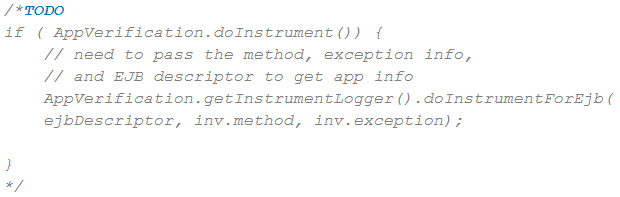 /*TODO
if ( AppVerification.doInstrument()) {
    // need to pass the method, exception info,
    // and EJB descriptor to get app info
    AppVerification.getInstrumentLogger().doInstrumentForEjb(
    ejbDescriptor, inv.method, inv.exception);

}
*/